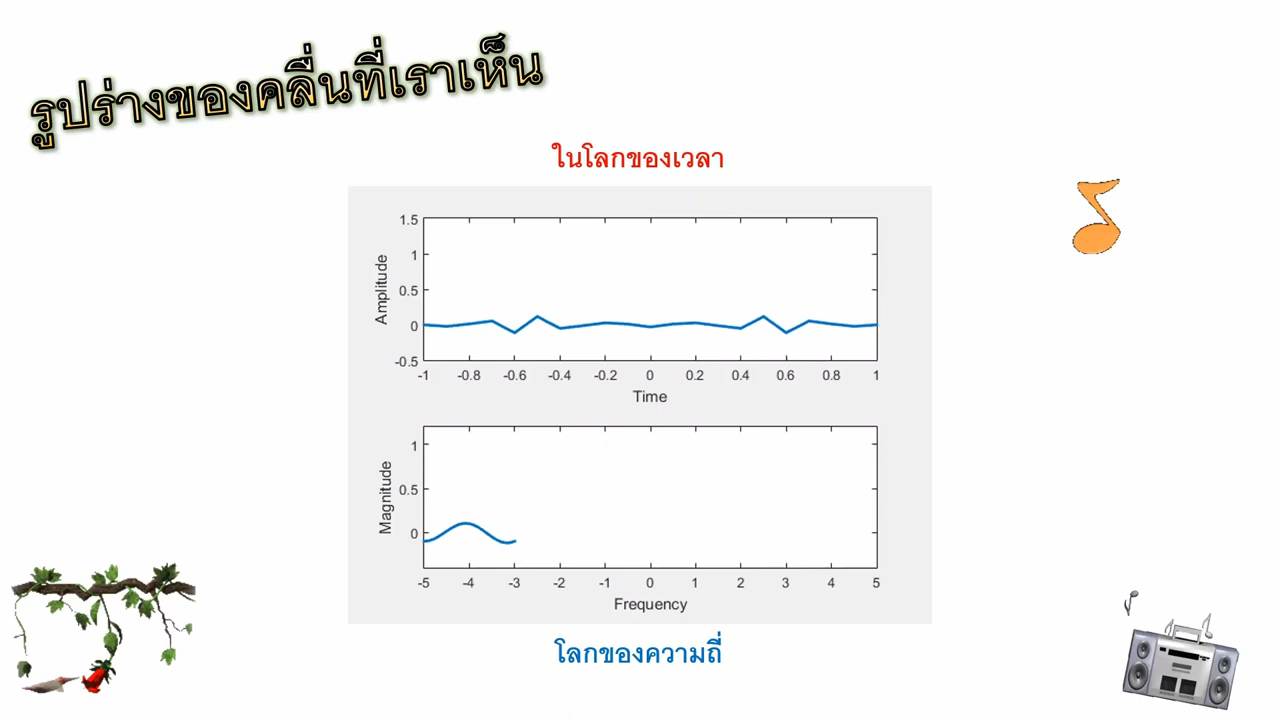 รูปร่างของคลื่นที่เราเห็น
ในโลกของเวลา
1.5
1
0.5
0
-0.5
Amplitude
-1 -0.8 -0.6 -0.4 -0.2 0 0.2 0.4 0.6 0.8 1
Time
1
0.5
0
Magnitude
-5 -4 -3 -2 -1 0 1 2 3 4 5
Frequency
โลกของความถี่